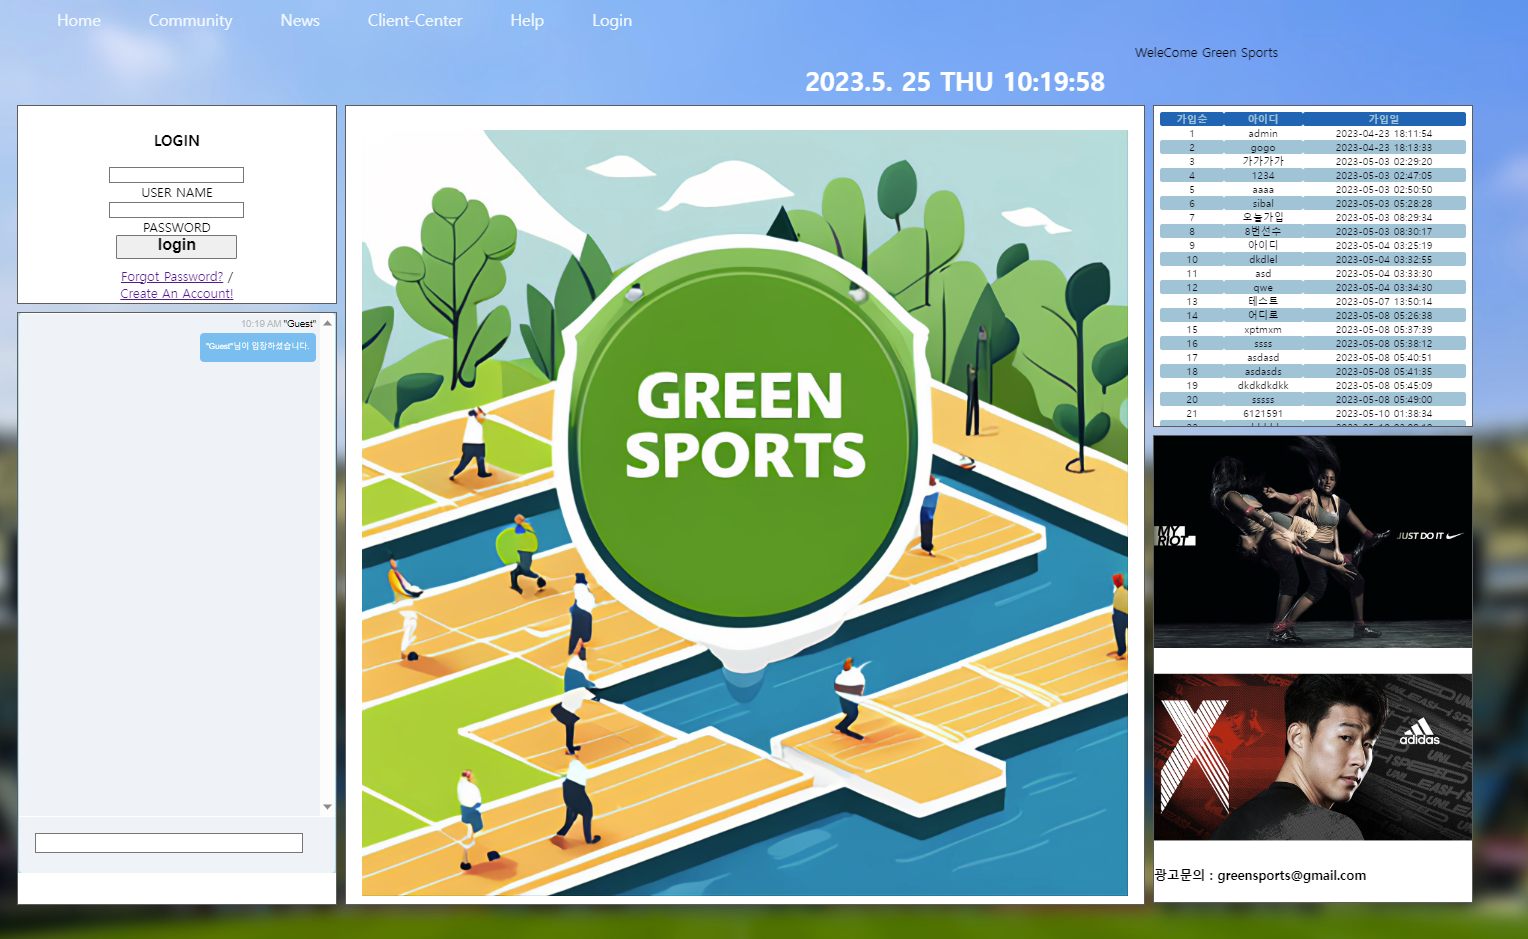 Home Community News Client-Center Help Login
WeleCome Green Sports
2023.5. 25 THU 10:19:58
LOGIN
USER NAME
PASSWORD
login
Forgot Password? /
Create An Account!
10:19 AM "Guest"
"Guest"님이 입장하셨습니다.
GREEN
SPORTS
가입순 아이디 가입일
1 admin 2023-04-23 18:11:54
2 gogo 2023-04-23 18:13:33
3 가가가가 2023-05-03 02:29:20
4 1234 2023-05-03 02:47:05
5 aaaa 2023-05-03 02:50:50
6 sibal 2023-05-03 05:28:28
7 오늘가입 2023-05-03 08:29:34
8 8번선수 2023-05-03 08:30:17
9 아이디 2023-05-04 03:25:19
10 dkdlel 2023-05-04 03:32:55
11 asd 2023-05-04 03:33:30
12 qwe 2023-05-04 03:34:30
13 테스트 2023-05-07 13:50:14
14 어디르 2023-05-08 05:26:38
15 xptmxm 2023-05-08 05:37:39
16 ssss 2023-05-08 05:38:12
17 asdasd 2023-05-08 05:40:51
18 asdasds 2023-05-08 05:41:35
19 dkdkdkdkk 2023-05-08 05:45:09
20 sssss 2023-05-08 05:49:00
21 6121591 2023-05-10 01:38:34
MY
RIOT
JUST DO IT
X
adidas
UNLEASH SPEED
광고문의 : greensports@gmail.com